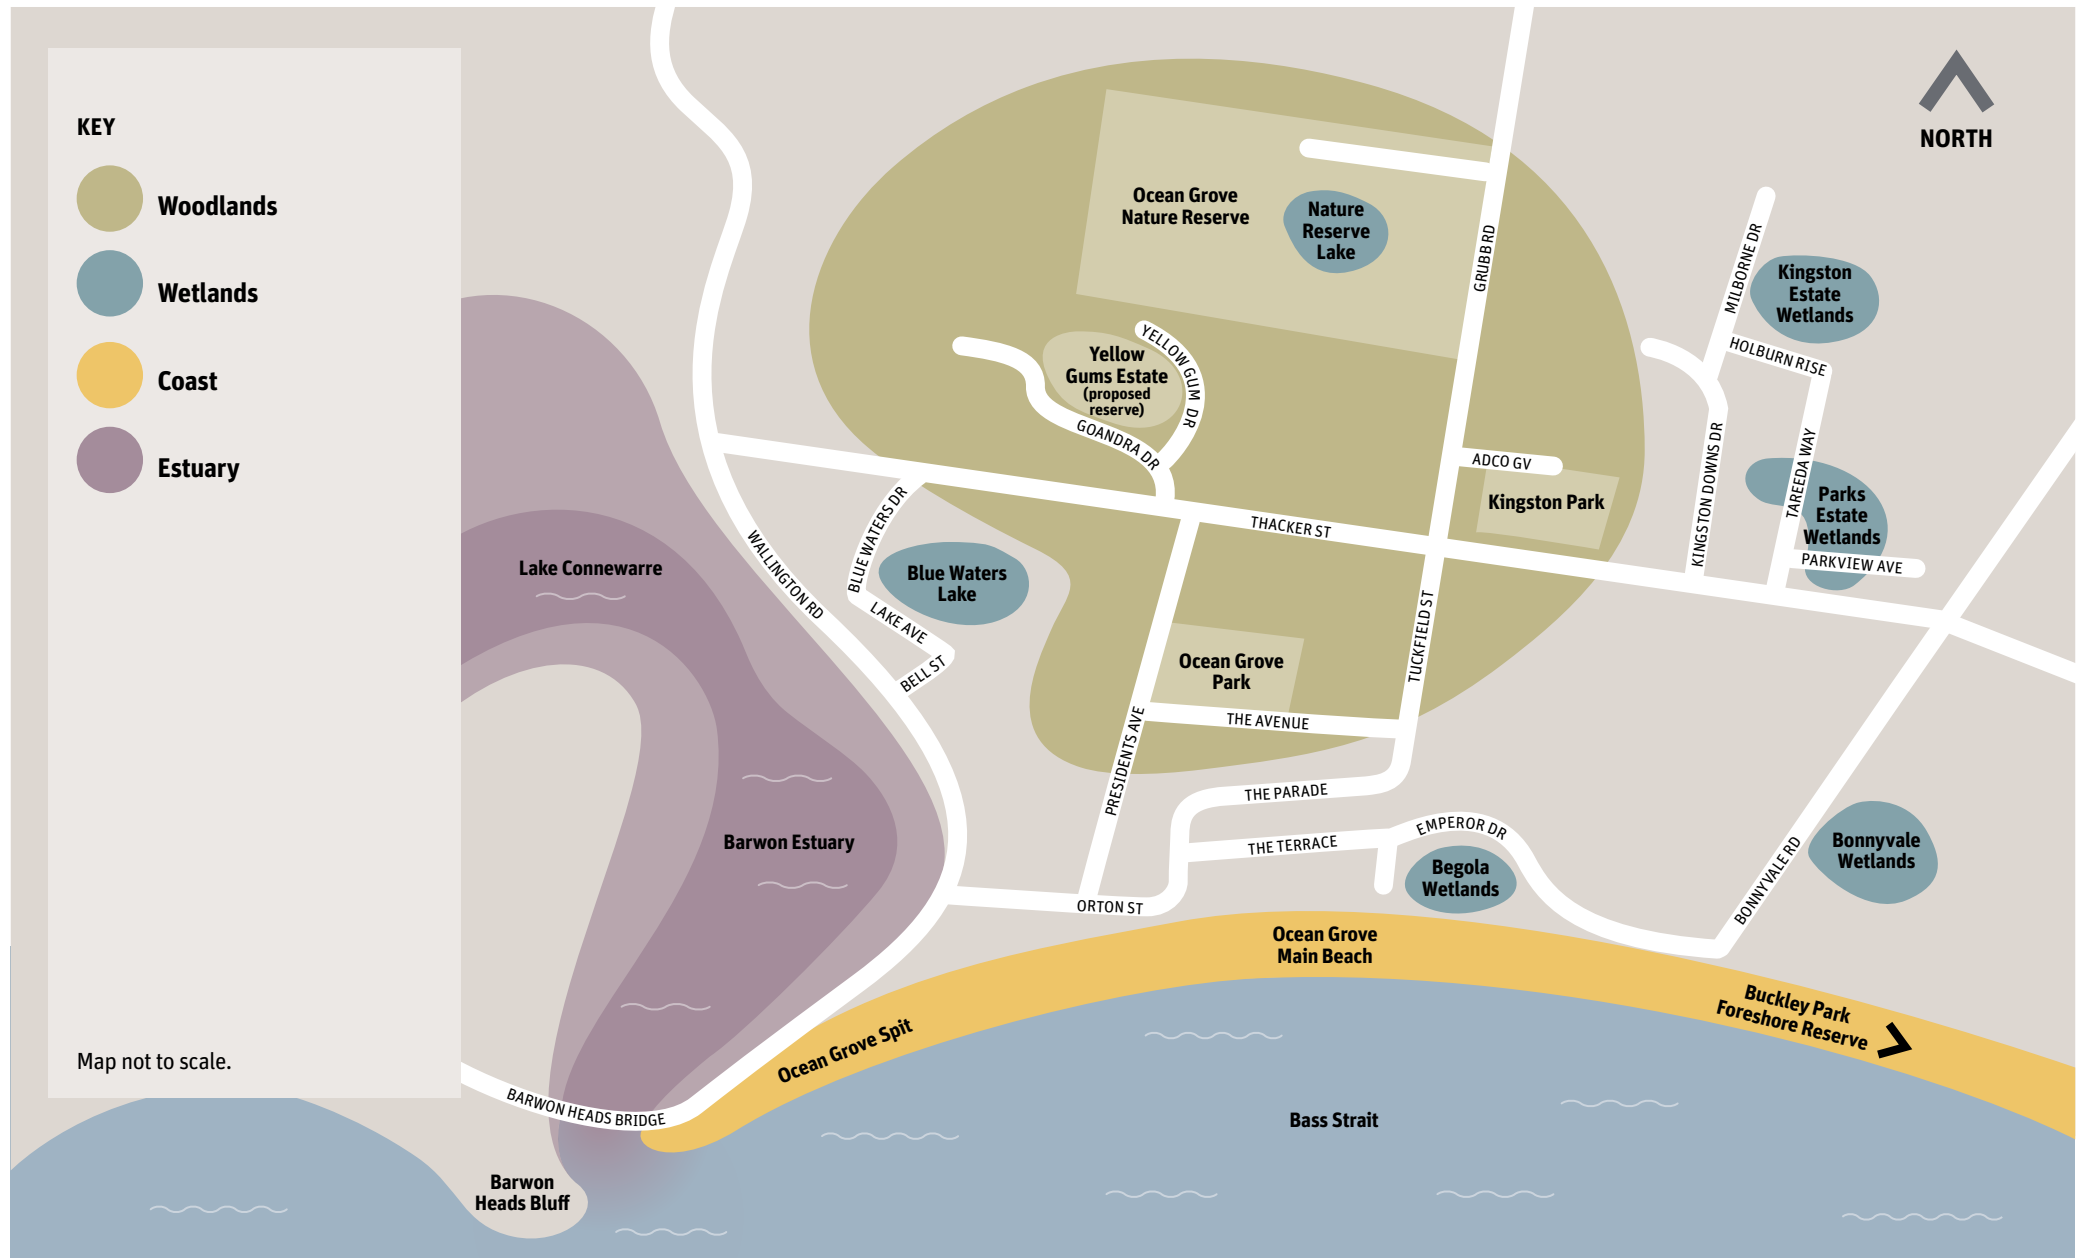 KEY
Woodlands
Wetlands
Coast
Estuary
Map not to scale.
NORTH
Ocean Grove
Nature Reserve
Nature
Reserve
Lake
GRUBB RD
MILBORNE DR
Kingston
Estate
Wetlands
HOLBURN RISE
Yellow
Gums Estate
(proposed
reserve)
YELLOW GUM DR
GOANDRA DR
ADCO GV
Kingston Park
KINGSTON DOWNS DR
TAREEDA WAY
Parks
Estate
Wetlands
PARKVIEW AVE
THACKER ST
BLUE WATERS DR
Blue Waters
Lake
LAKE AVE
BELL ST
WALLINGTON RD
Lake Connewarre
Ocean Grove
Park
TUCKFIELD ST
THE AVENUE
PRESIDENTS AVE
THE PARADE
THE TERRACE
EMPEROR DR
Begola
Wetlands
BONNYVALE RD
Bonnyvale
Wetlands
Barwon Estuary
ORTON ST
Ocean Grove
Main Beach
Buckley Park
Foreshore Reserve
Ocean Grove Spit
BARWON HEADS BRIDGE
Bass Strait
Barwon
Heads Bluff